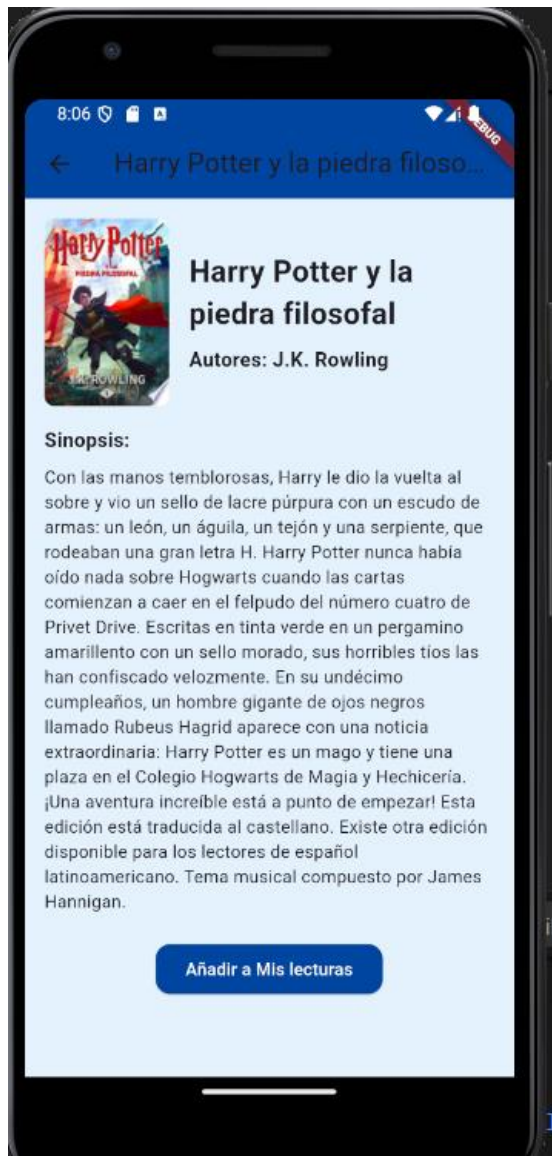 8:06
DEBUG
Harry Potter y la piedra filoso...
Harry Potter
PIEDRA FILOSOFAL
J.K. ROWLING
Harry Potter y la
piedra filosofal
Autores: J.K. Rowling
Sinopsis:
Con las manos temblorosas, Harry le dio la vuelta al
sobre y vio un sello de lacre púrpura con un escudo de
armas: un león, un águila, un tejón y una serpiente, que
rodeaban una gran letra H. Harry Potter nunca había
oído nada sobre Hogwarts cuando las cartas
comienzan a caer en el felpudo del número cuatro de
Privet Drive. Escritas en tinta verde en un pergamino
amarillento con un sello morado, sus horribles tíos las
han confiscado velozmente. En su undécimo
cumpleaños, un hombre gigante de ojos negros
llamado Rubeus Hagrid aparece con una noticia
extraordinaria: Harry Potter es un mago y tiene una
plaza en el Colegio Hogwarts de Magia y Hechicería.
¡Una aventura increíble está a punto de empezar! Esta
edición está traducida al castellano. Existe otra edición
disponible para los lectores de español
latinoamericano. Tema musical compuesto por James
Hannigan.
Añadir a Mis lecturas